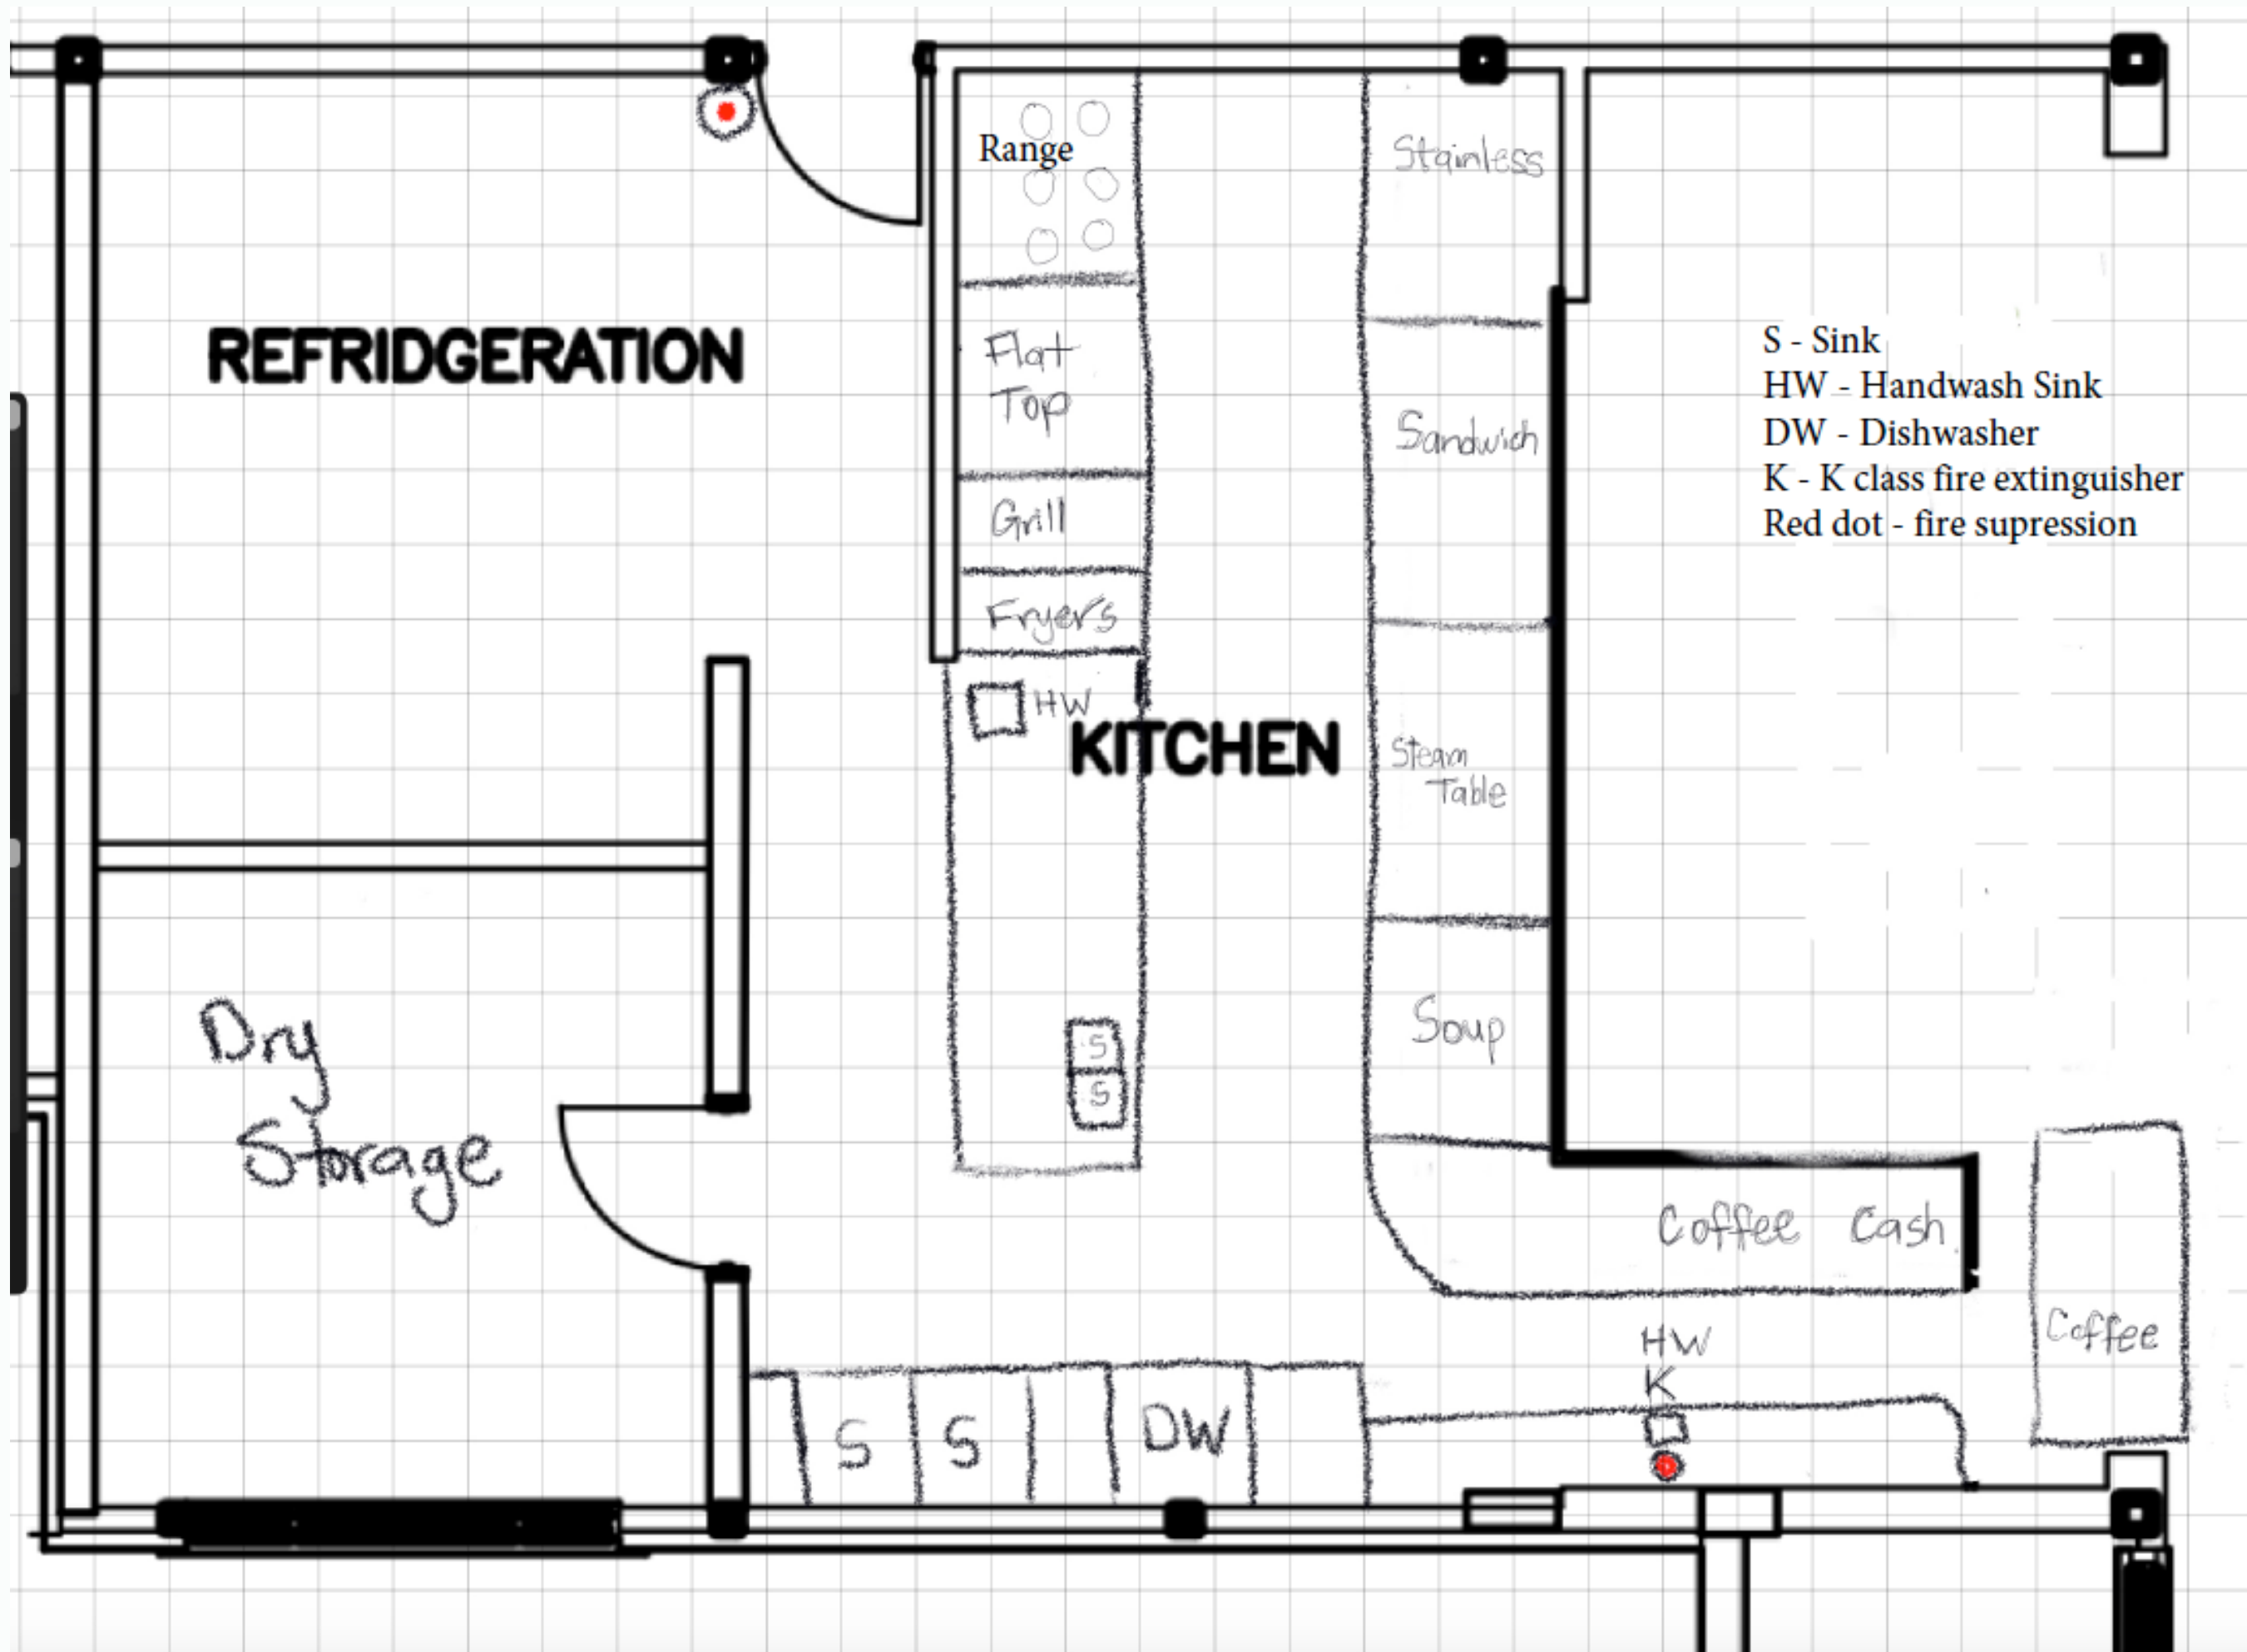 Range
Stainless
REFRIDGERATION
Flat
Top
Sandwich
S - Sink
HW - Handwash Sink
DW - Dishwasher
K - K class fire extinguisher
Red dot - fire supression
Grill
Fryers
HW
KITCHEN
Steam
Table
Dry
Storage
S
S
Soup
Coffee Cash
Coffee
HW
K
S S DW